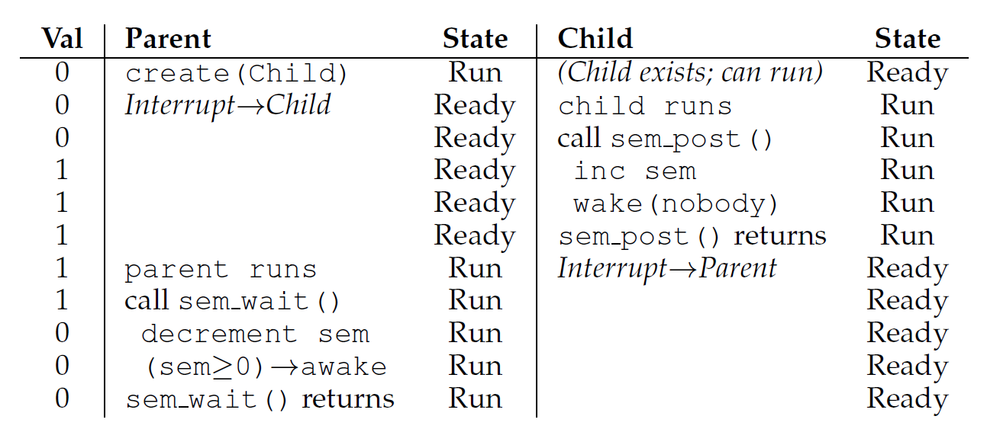 Val Parent State Child State
0 create(Child) Run (Child exists; can run) Ready
0 Interrupt→Child Ready child runs Run
0 Ready call sem_post() Run
1 Ready inc sem Run
1 Ready wake(nobody) Run
1 Ready sem_post() returns Run
1 parent runs Run Interrupt→Parent Ready
1 call sem_wait() Run Ready
0 decrement sem Run Ready
0 (sem≥0)→awake Run Ready
0 sem_wait() returns Run Ready